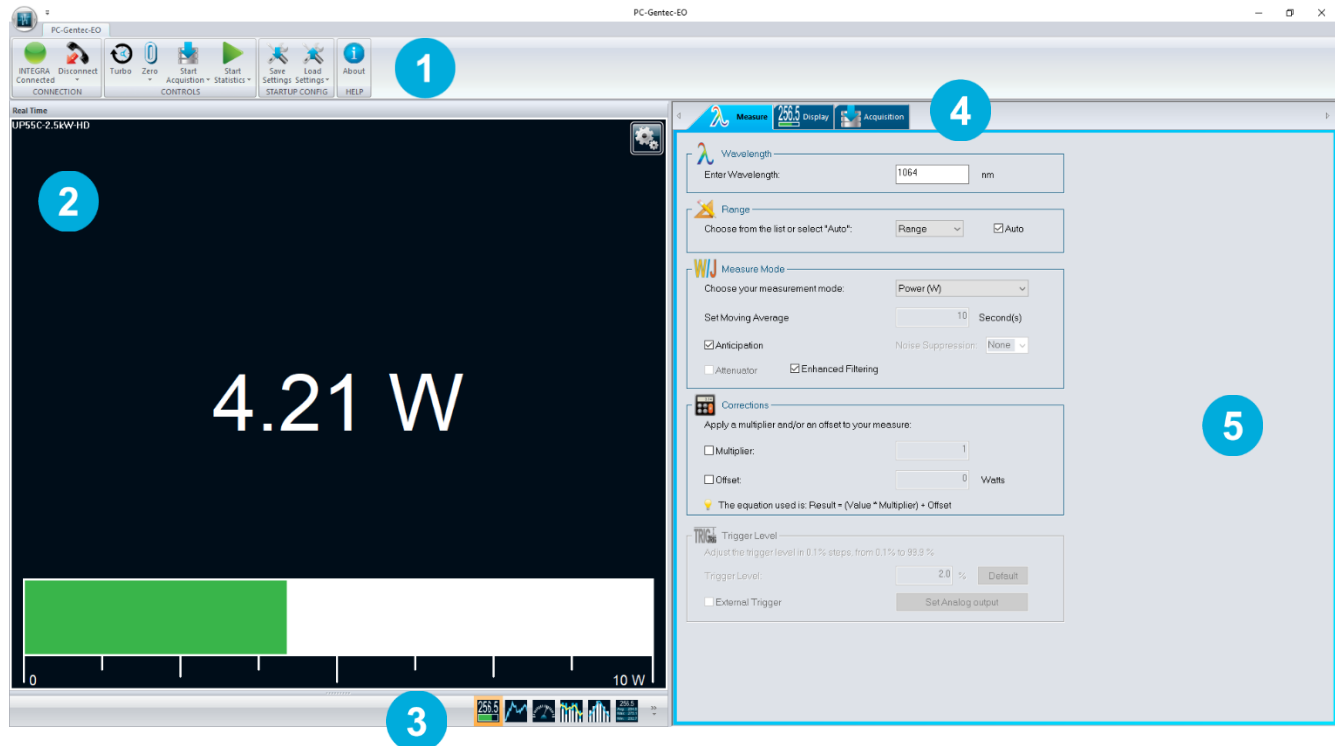 PC-Gentec-EO
PC-Gentec-EO
INTEGRA Connected
Disconnect
Turbo
Zero
Start Acquistion
Start Statistics
Save Settings
Load Settings
About
CONNECTION
CONTROLS
STARTUP CONFIG
HELP
1
Real Time
UP55C-2.5kW-HD
2
4.21 W
0
10 W
3
256.5
256.5
Measure
256.5
Display
Acquisition
4
Wavelength
Enter Wavelength: 1064 nm
Range
Choose from the list or select "Auto": Range Auto
W/J Measure Mode
Choose your measurement mode: Power (W)
Set Moving Average 10 Second(s)
Anticipation Noise Suppression: None
Attenuator Enhanced Filtering
Corrections
Apply a multiplier and/or an offset to your measure:
Multiplier: 1
Offset: 0 Watts
The equation used is: Result = (Value * Multiplier) + Offset
TRIG Trigger Level
Adjust the trigger level in 0.1% steps, from 0.1% to 99.9 %
Trigger Level: 2.0 % Default
External Trigger Set Analog output
5